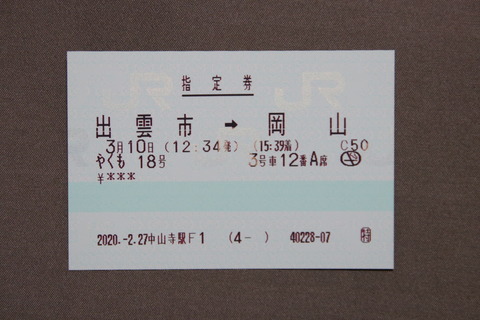 指定券
出雲市 → 岡山
3月10日 (12:34発) (15:39着) C50
やくも 18号 3号車 12番A席
¥***
2020.-2.27中山寺駅F1 (4- ) 40228-07